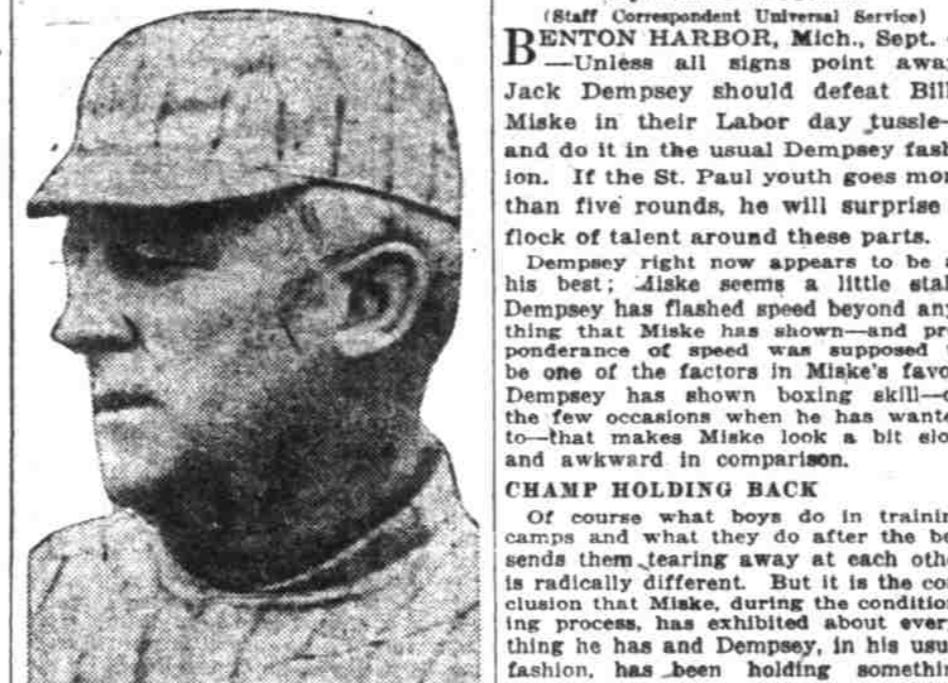 (Staff Correspondent Universal Service)
BENTON HARBOR, Mich., Sept.
—Unless all signs point away
Jack Dempsey should defeat Bill
Miske in their Labor day tussle—
and do it in the usual Dempsey fash
ion. If the St. Paul youth goes mor
than five rounds, he will surprise
flock of talent around these parts.
Dempsey right now appears to be a
his best; Miske seems a little stal
Dempsey has flashed speed beyond any
thing that Miske has shown—and pr
ponderance of speed was supposed
be one of the factors in Miske's favo
Dempsey has shown boxing skill—o
the few occasions when he has wante
to—that makes Miske look a bit slo
and awkward in comparison.
CHAMP HOLDING BACK
Of course what boys do in trainin
camps and what they do after the be
sends them tearing away at each othe
is radically different. But it is the con
clusion that Miske, during the condition
ing process, has exhibited about every
thing he has and Dempsey, in his usu
fashion, has been holding somethin